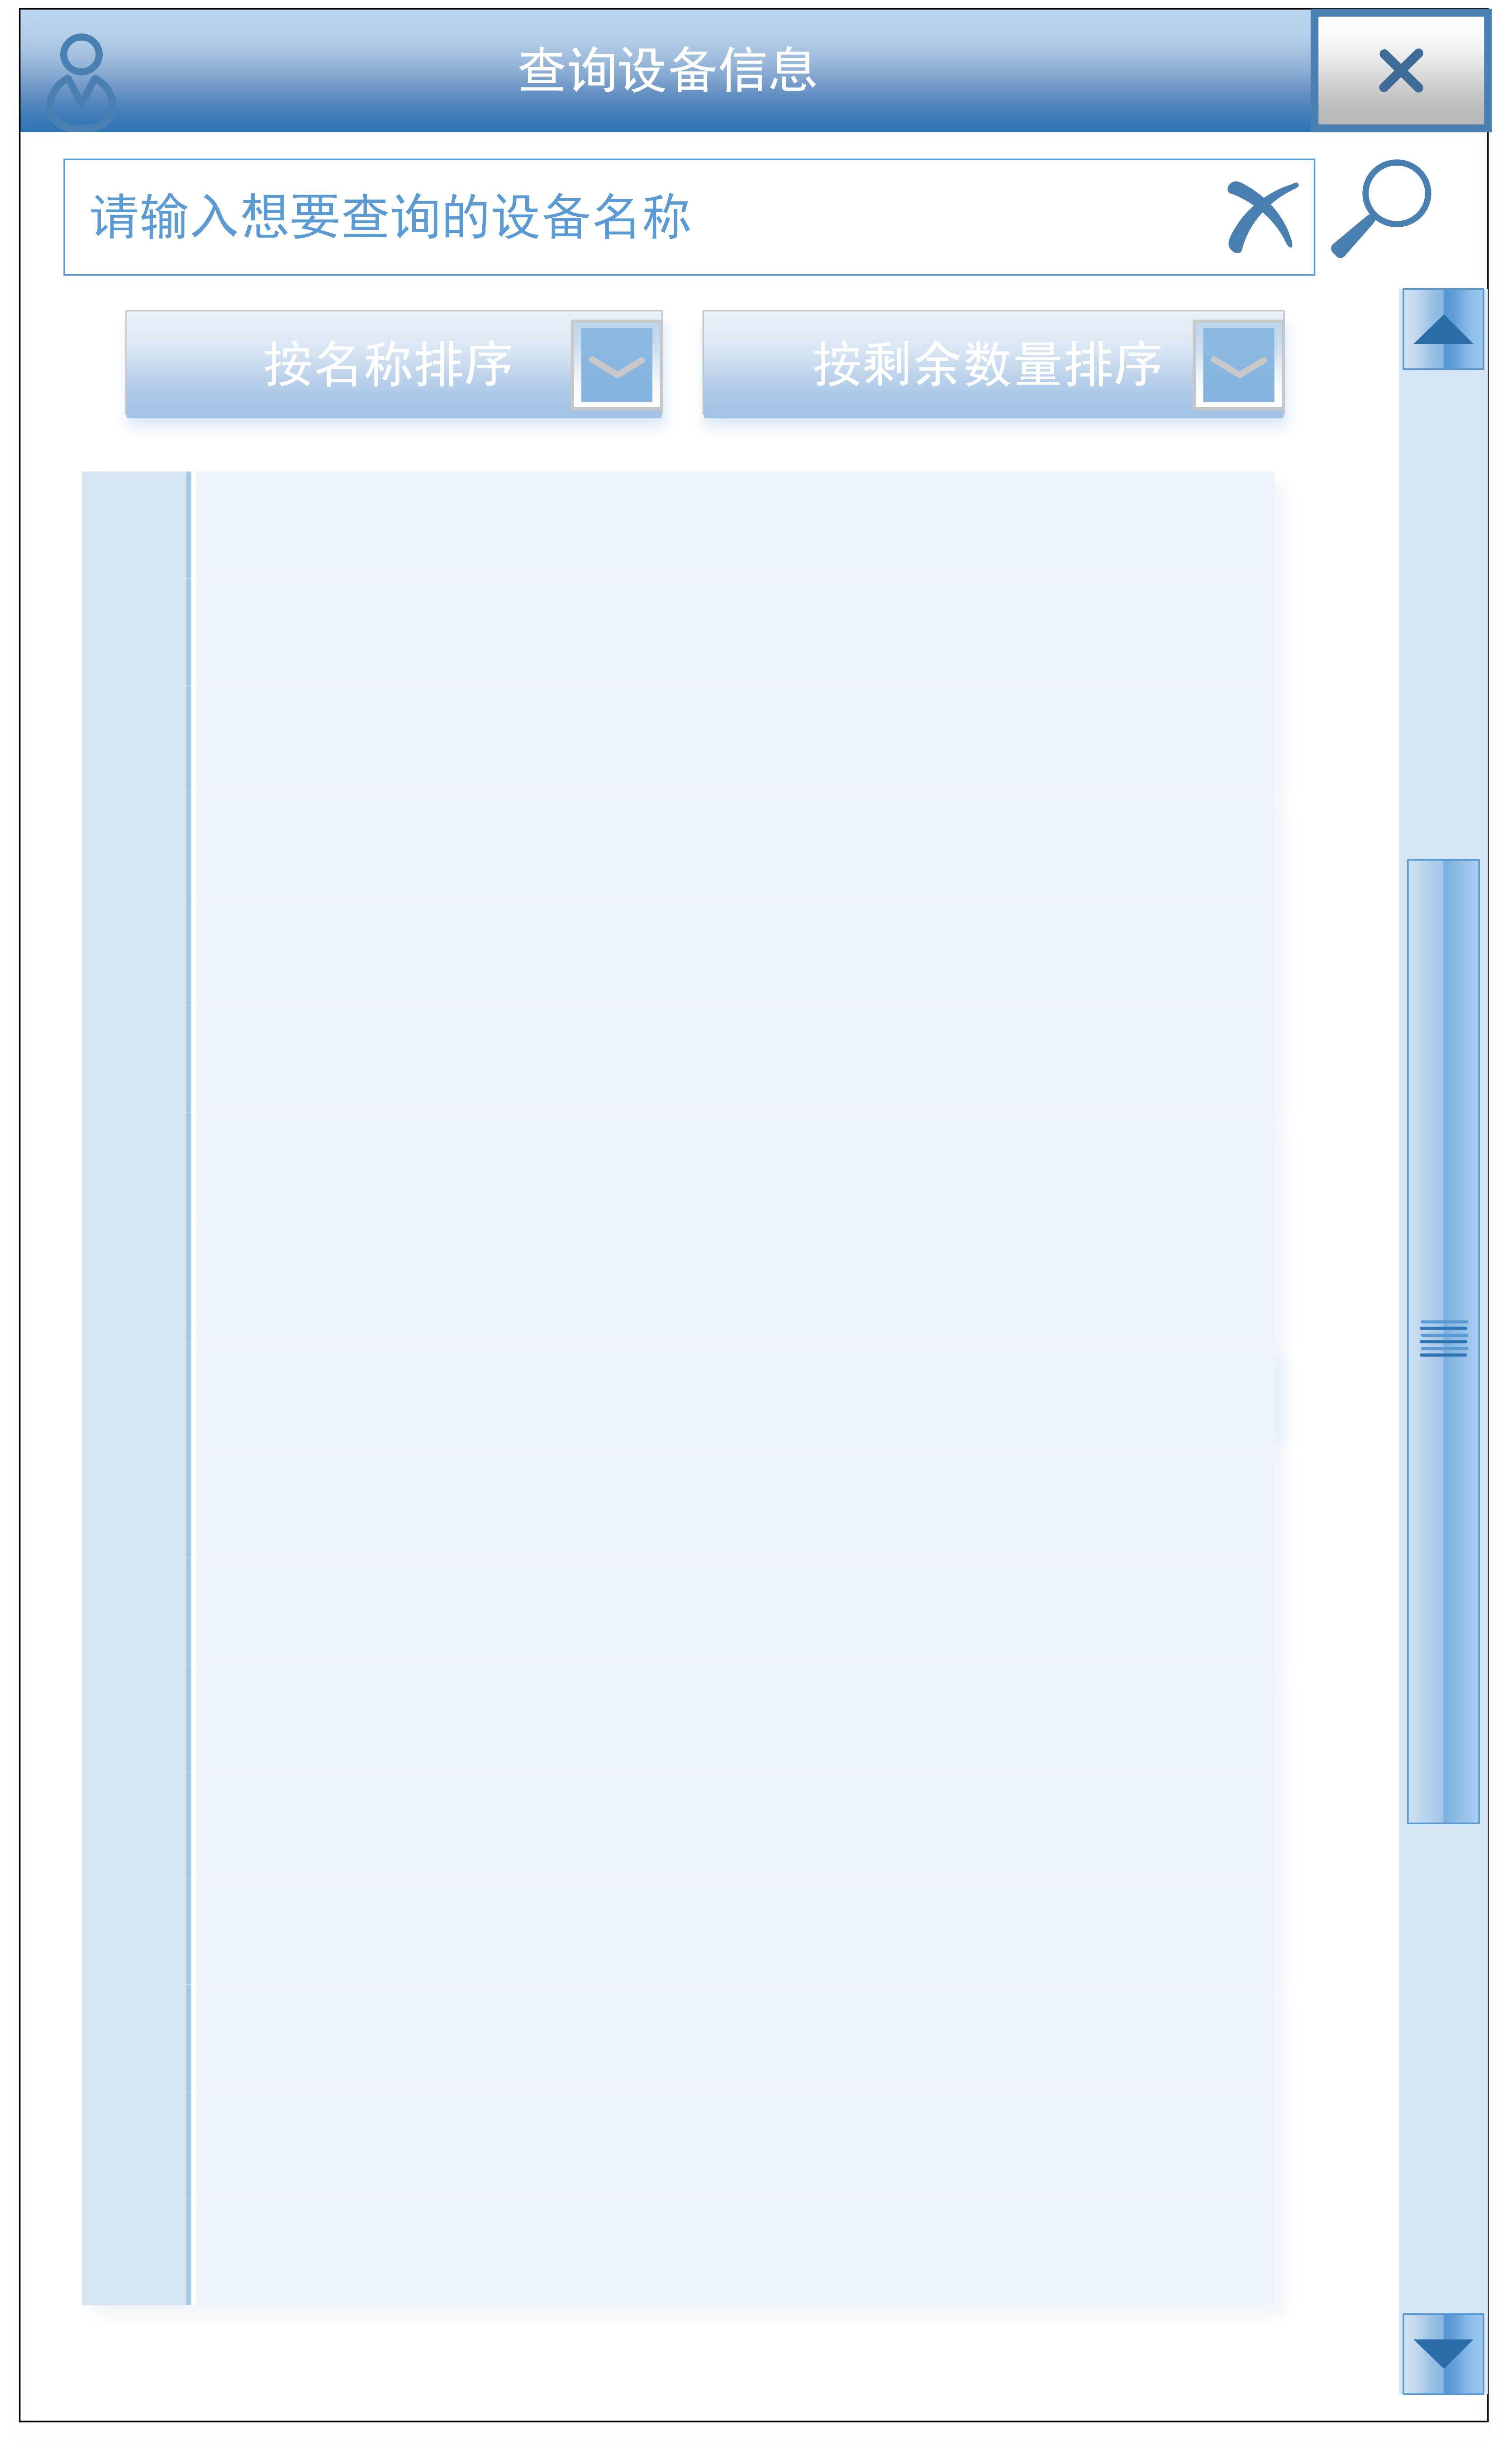 查询设备信息
请输入想要查询的设备名称
按名称排序
按剩余数量排序